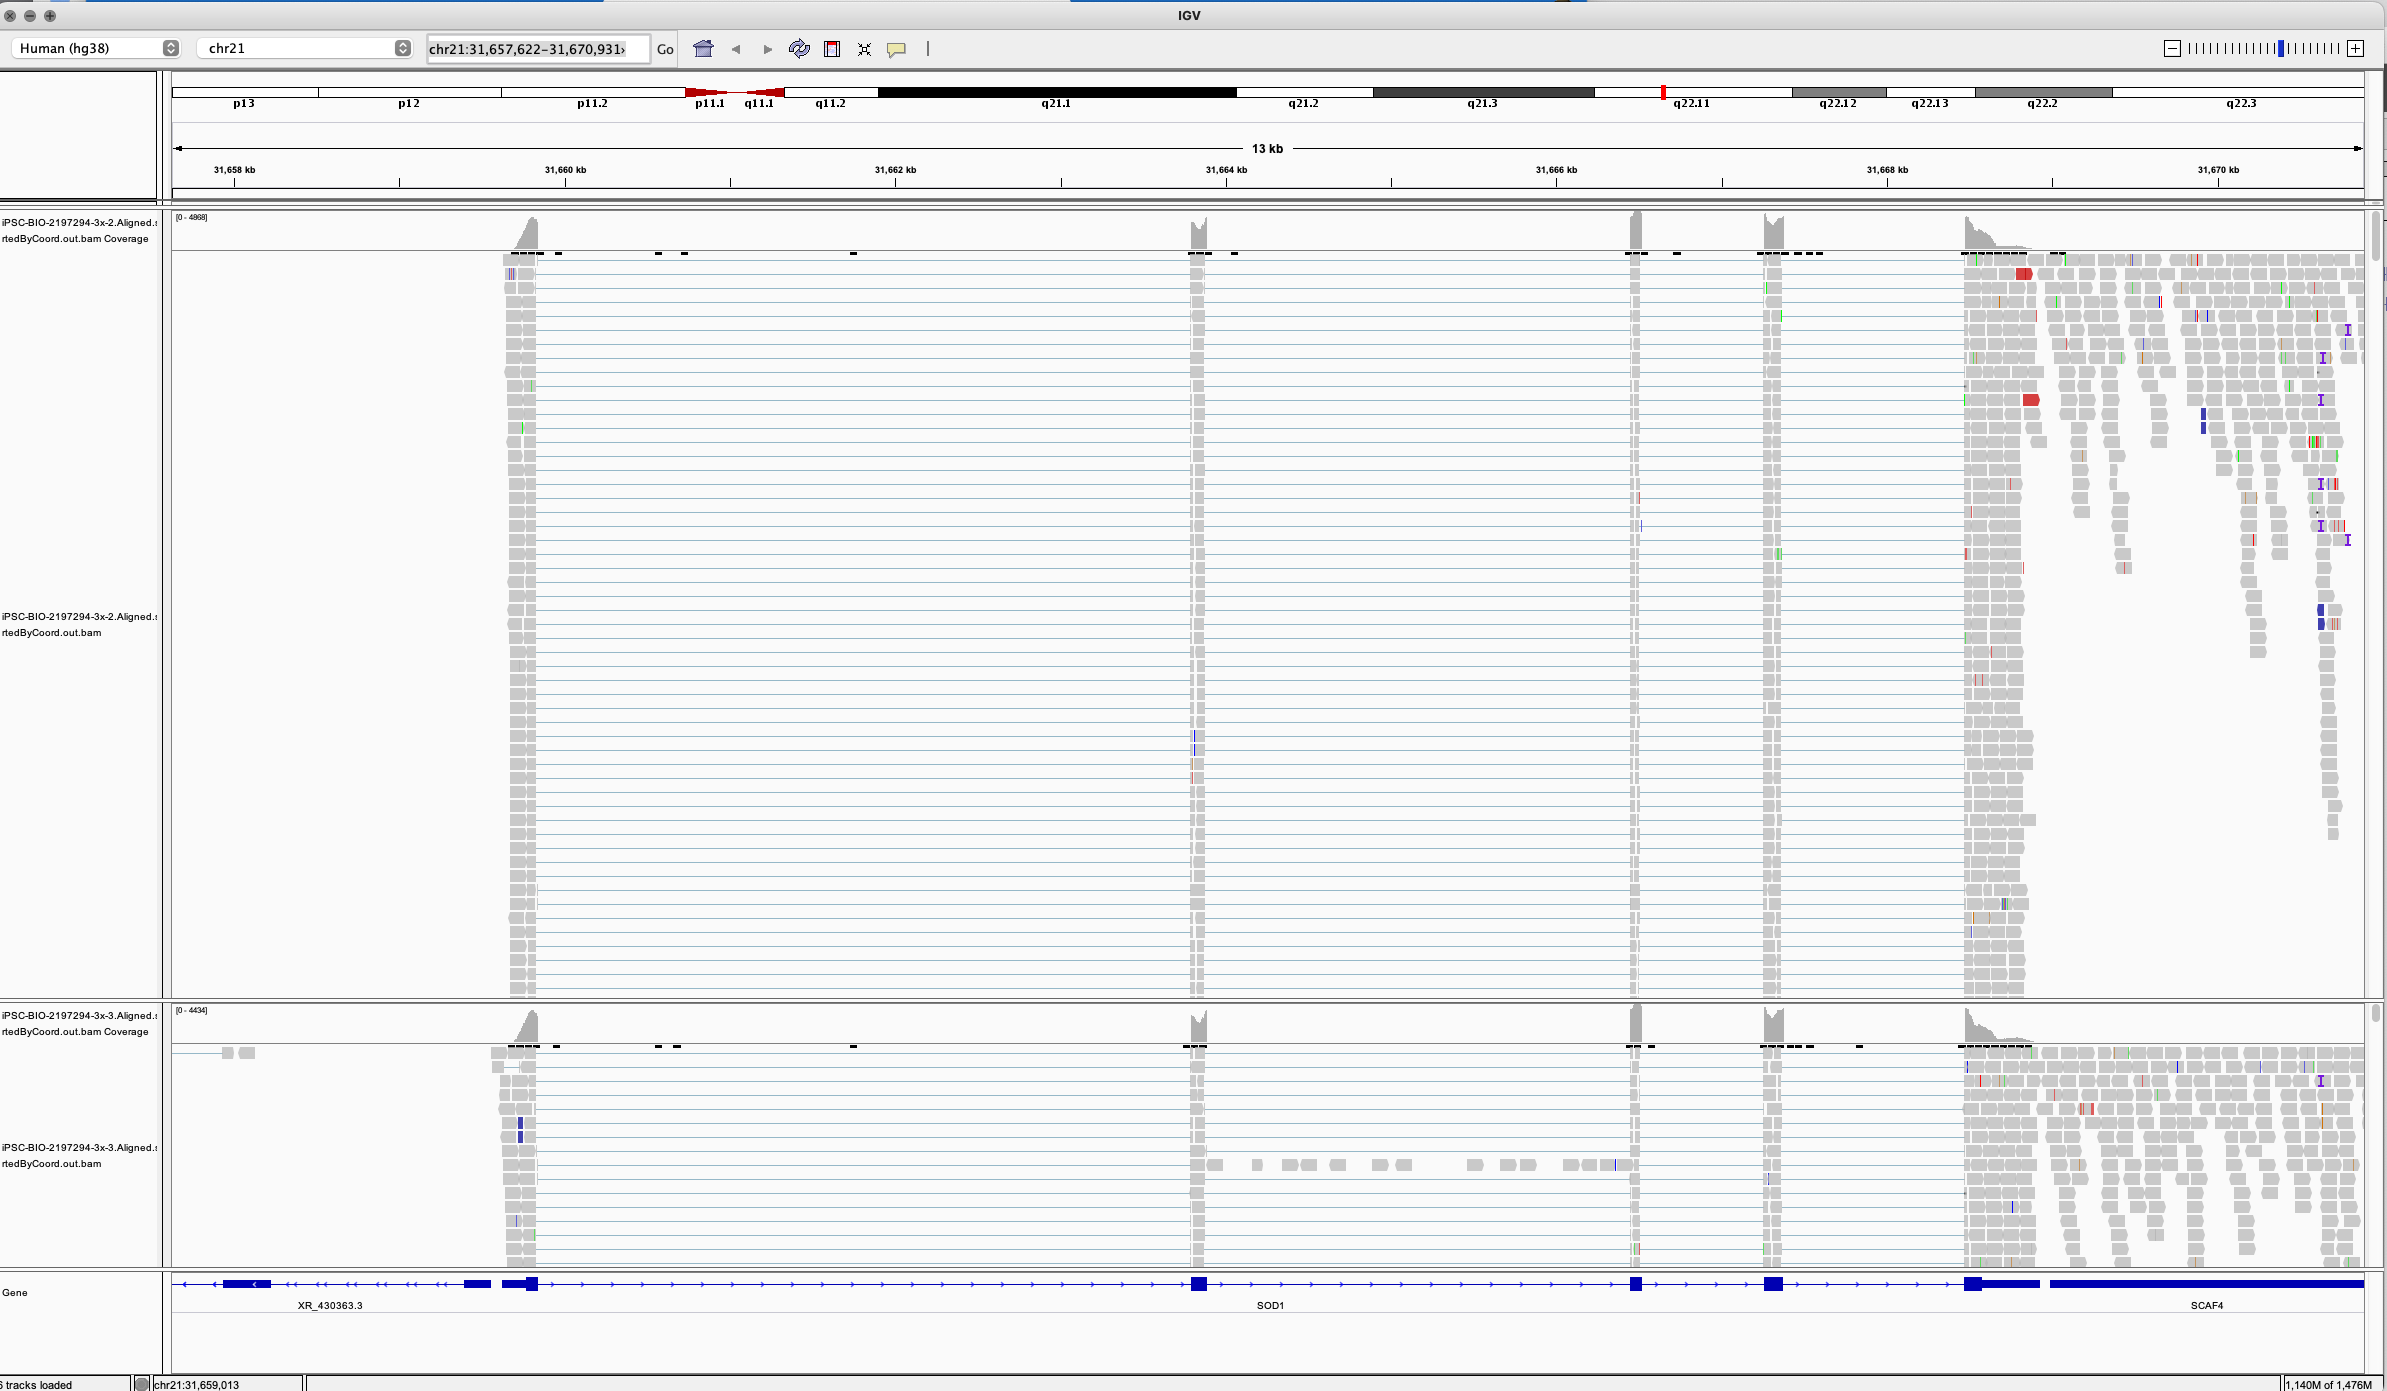 IGV
Human (hg38)
chr21
chr21:31,657,622-31,670,931
Go
p13
p12
p11.2
p11.1
q11.1
q11.2
q21.1
q21.2
q21.3
q22.11
q22.12
q22.13
q22.2
q22.3
13 kb
31,658 kb
31,660 kb
31,662 kb
31,664 kb
31,666 kb
31,668 kb
31,670 kb
iPSC-BIO-2197294-3x-2.Aligned.s
rtedByCoord.out.bam Coverage
[0 - 4868]
iPSC-BIO-2197294-3x-2.Aligned.s
rtedByCoord.out.bam
iPSC-BIO-2197294-3x-3.Aligned.s
rtedByCoord.out.bam Coverage
[0 - 4434]
iPSC-BIO-2197294-3x-3.Aligned.s
rtedByCoord.out.bam
Gene
XR_430363.3
SOD1
SCAF4
tracks loaded
chr21:31,659,013
1,140M of 1,476M